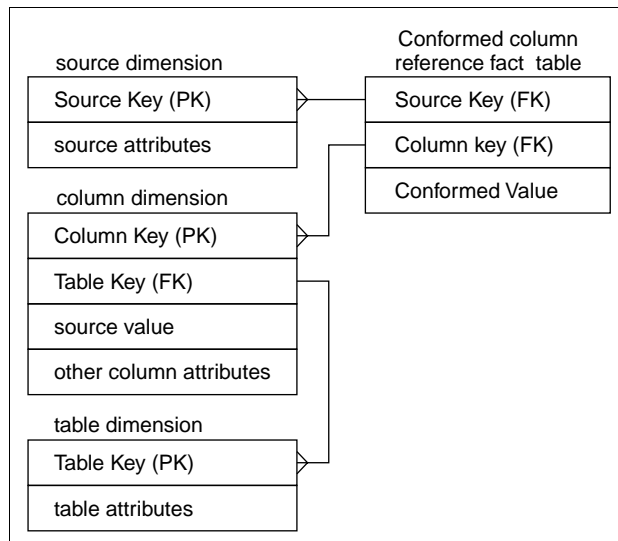 source dimension
Source Key (PK)
source attributes
column dimension
Column Key (PK)
Table Key (FK)
source value
other column attributes
table dimension
Table Key (PK)
table attributes
Conformed column
reference fact table
Source Key (FK)
Column key (FK)
Conformed Value